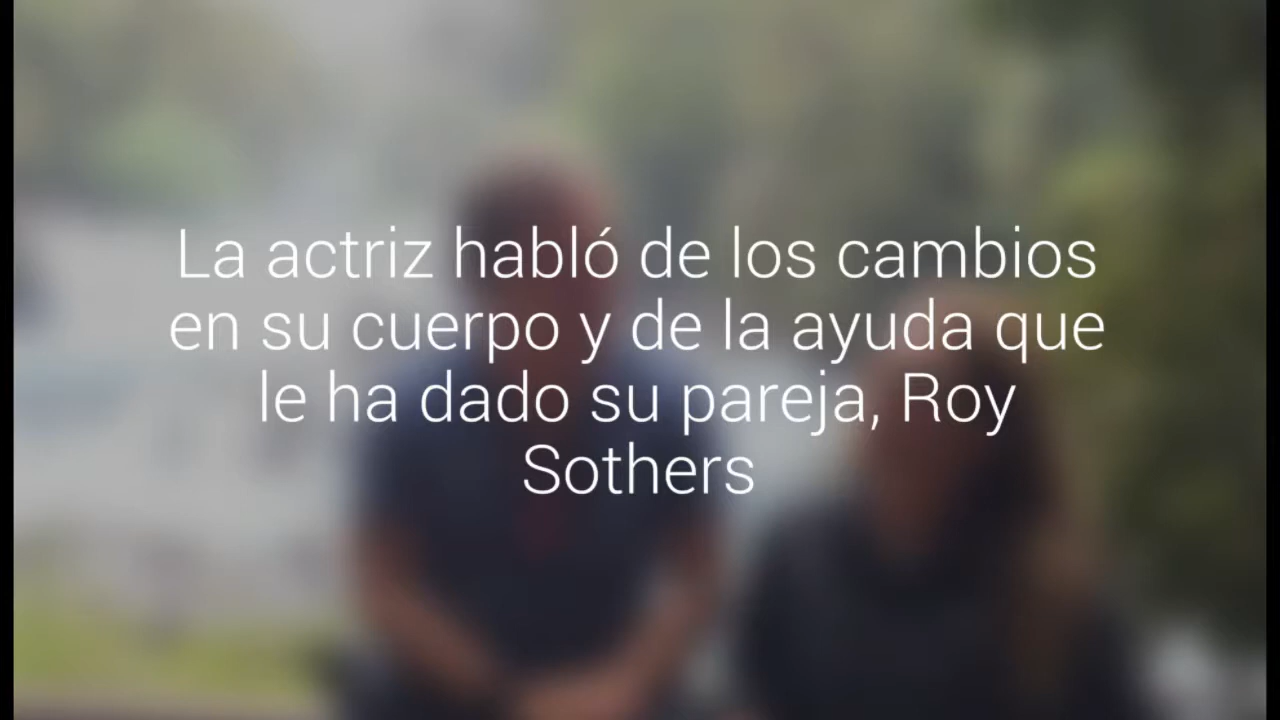 La actriz habló de los cambios
en su cuerpo y de la ayuda que
le ha dado su pareja, Roy
Sothers